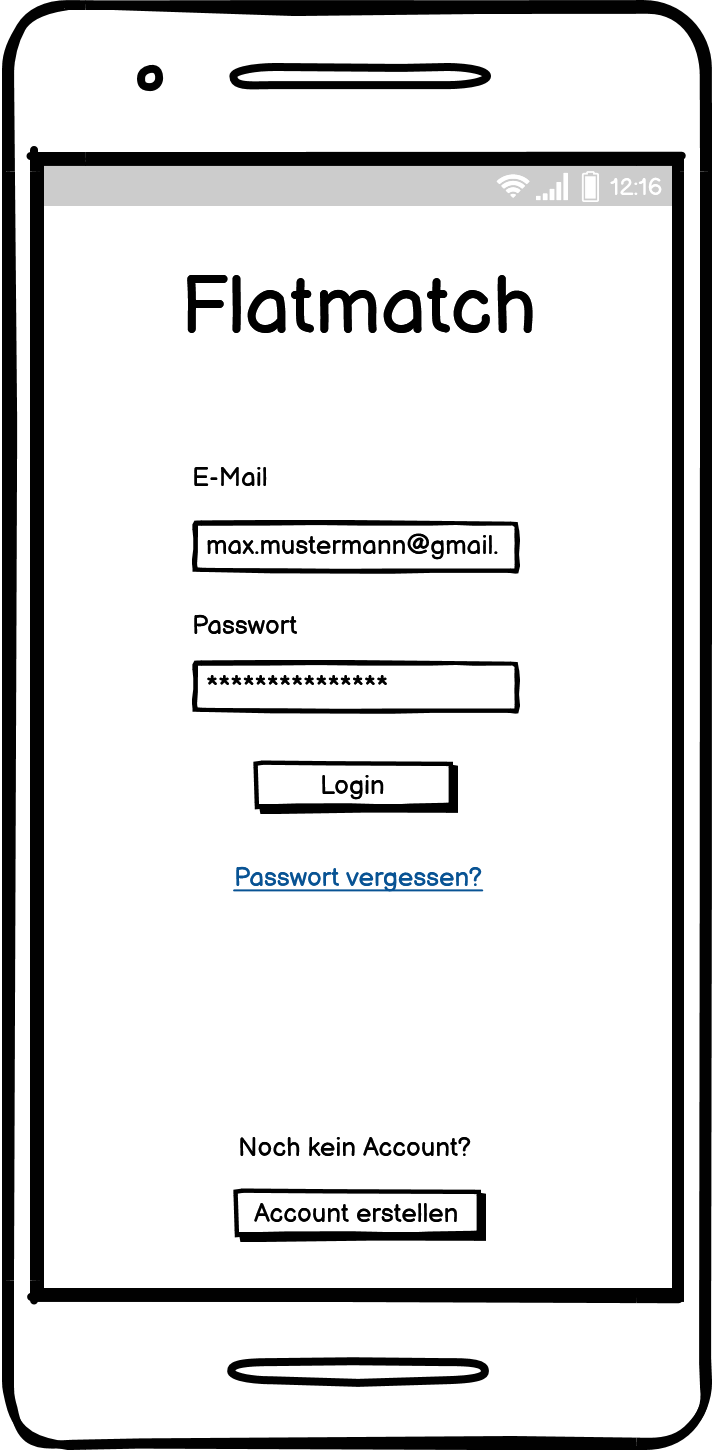 12:16
Flatmatch
E-Mail
max.mustermann@gmail.
Passwort
***************
Login
Passwort vergessen?
Noch kein Account?
Account erstellen